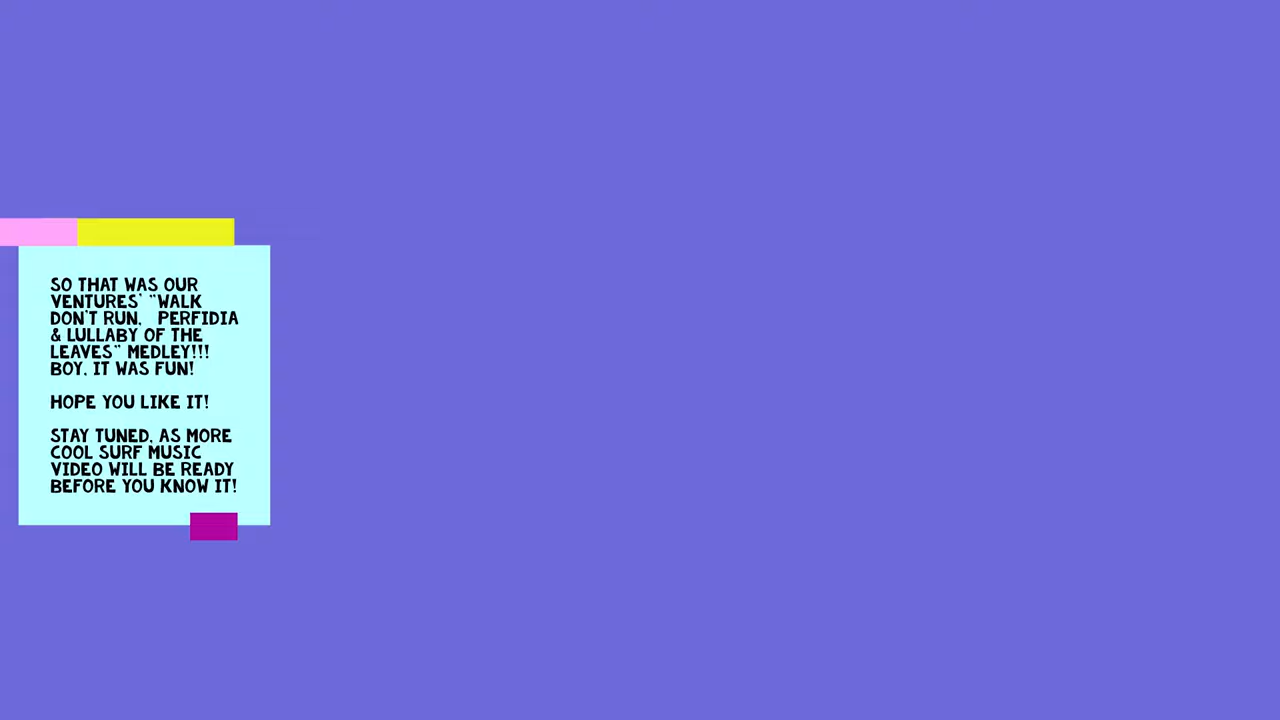 SO THAT WAS OUR
VENTURES' "WALK
DON'T RUN,  PERFIDIA
& LULLABY OF THE
LEAVES" MEDLEY!!!
BOY, IT WAS FUN!
HOPE YOU LIKE IT!
STAY TUNED, AS MORE
COOL SURF MUSIC
VIDEO WILL BE READY
BEFORE YOU KNOW IT!